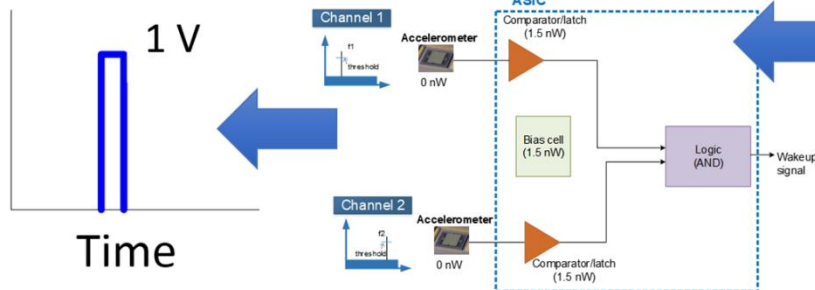 1 V
Time
Channel 1
f1
threshold
Accelerometer
0 nW
ASIC
Comparator/latch
(1.5 nW)
Bias cell
(1.5 nW)
Logic
(AND)
Wakeup
signal
Channel 2
f2
threshold
Accelerometer
0 nW
Comparator/latch
(1.5 nW)